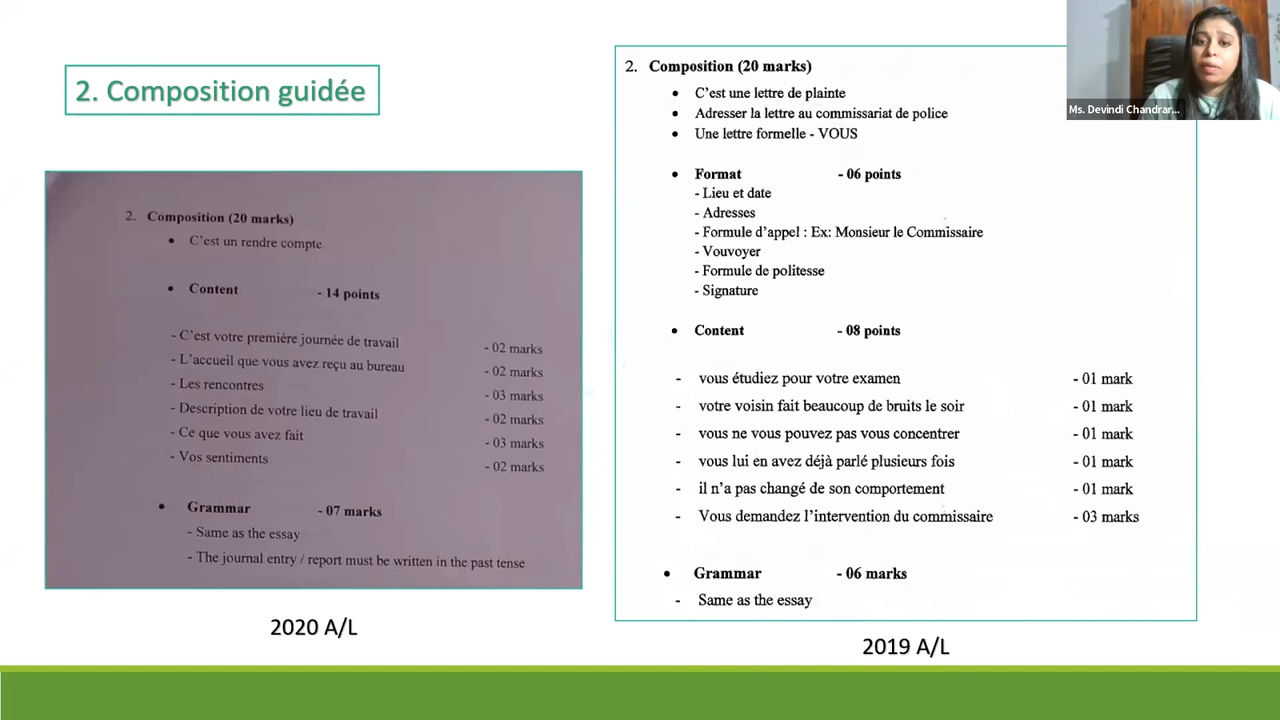 2. Composition guidée
2. Composition (20 marks)
• C'est un rendre compte
• Content - 14 points
- C'est votre première journée de travail - 02 marks
- L'accueil que vous avez reçu au bureau - 02 marks
- Les rencontres - 03 marks
- Description de votre lieu de travail - 02 marks
- Ce que vous avez fait - 03 marks
- Vos sentiments - 02 marks
• Grammar - 07 marks
- Same as the essay
- The journal entry / report must be written in the past tense
2020 A/L
2. Composition (20 marks)
• C'est une lettre de plainte
• Adresser la lettre au commissariat de police
• Une lettre formelle - VOUS
• Format - 06 points
- Lieu et date
- Adresses
- Formule d'appel : Ex: Monsieur le Commissaire
- Vouvoyer
- Formule de politesse
- Signature
• Content - 08 points
- vous étudiez pour votre examen - 01 mark
- votre voisin fait beaucoup de bruits le soir - 01 mark
- vous ne vous pouvez pas vous concentrer - 01 mark
- vous lui en avez déjà parlé plusieurs fois - 01 mark
- il n'a pas changé de son comportement - 01 mark
- Vous demandez l'intervention du commissaire - 03 marks
• Grammar - 06 marks
- Same as the essay
2019 A/L
Ms. Devindi Chandrar...